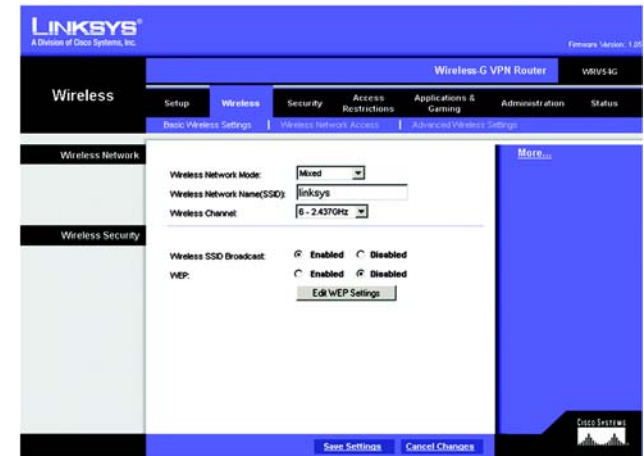 LINKSYS®
A Division of Cisco Systems, Inc.
Firmware Version: 1.05
Wireless-G VPN Router WRV54G
Wireless
Setup Wireless Security Access Restrictions Applications & Gaming Administration Status
Basic Wireless Settings | Wireless Network Access | Advanced Wireless Settings
Wireless Network
More...
Wireless Network Mode: Mixed
Wireless Network Name(SSID): linksys
Wireless Channel: 6 - 2.437GHz
Wireless Security
Wireless SSID Broadcast: Enabled Disabled
WEP: Enabled Disabled
Edit WEP Settings
Save Settings Cancel Changes
CISCO SYSTEMS